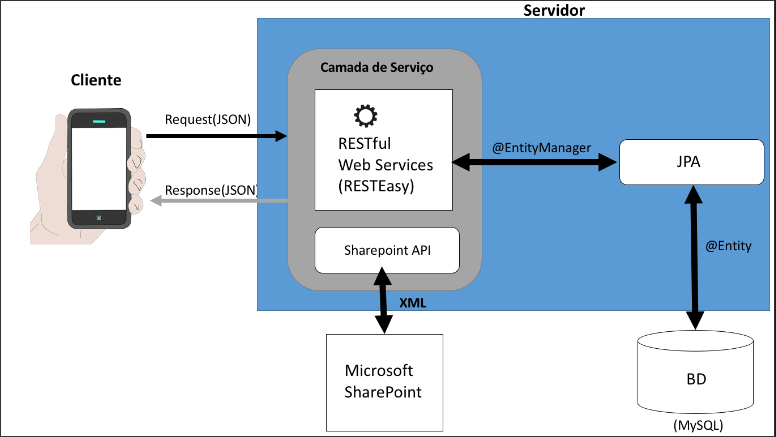 Servidor
Cliente
Camada de Serviço
Request(JSON)
RESTful
Web Services
(RESTEasy)
@EntityManager
JPA
Response(JSON)
Sharepoint API
@Entity
XML
Microsoft
SharePoint
BD
(MySQL)